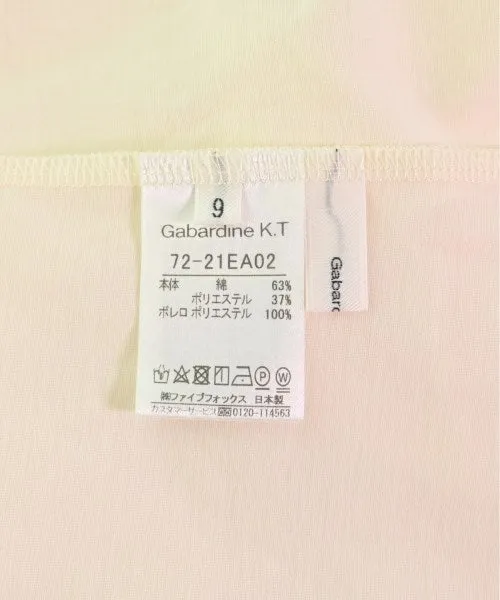 9
Gabardine K.T
72-21EA02
本体 綿 63%
ポリエステル 37%
ボレロ ポリエステル 100%
㈱ファイブフォックス 日本製
カスタマーサービス 0120-114563
Gabard